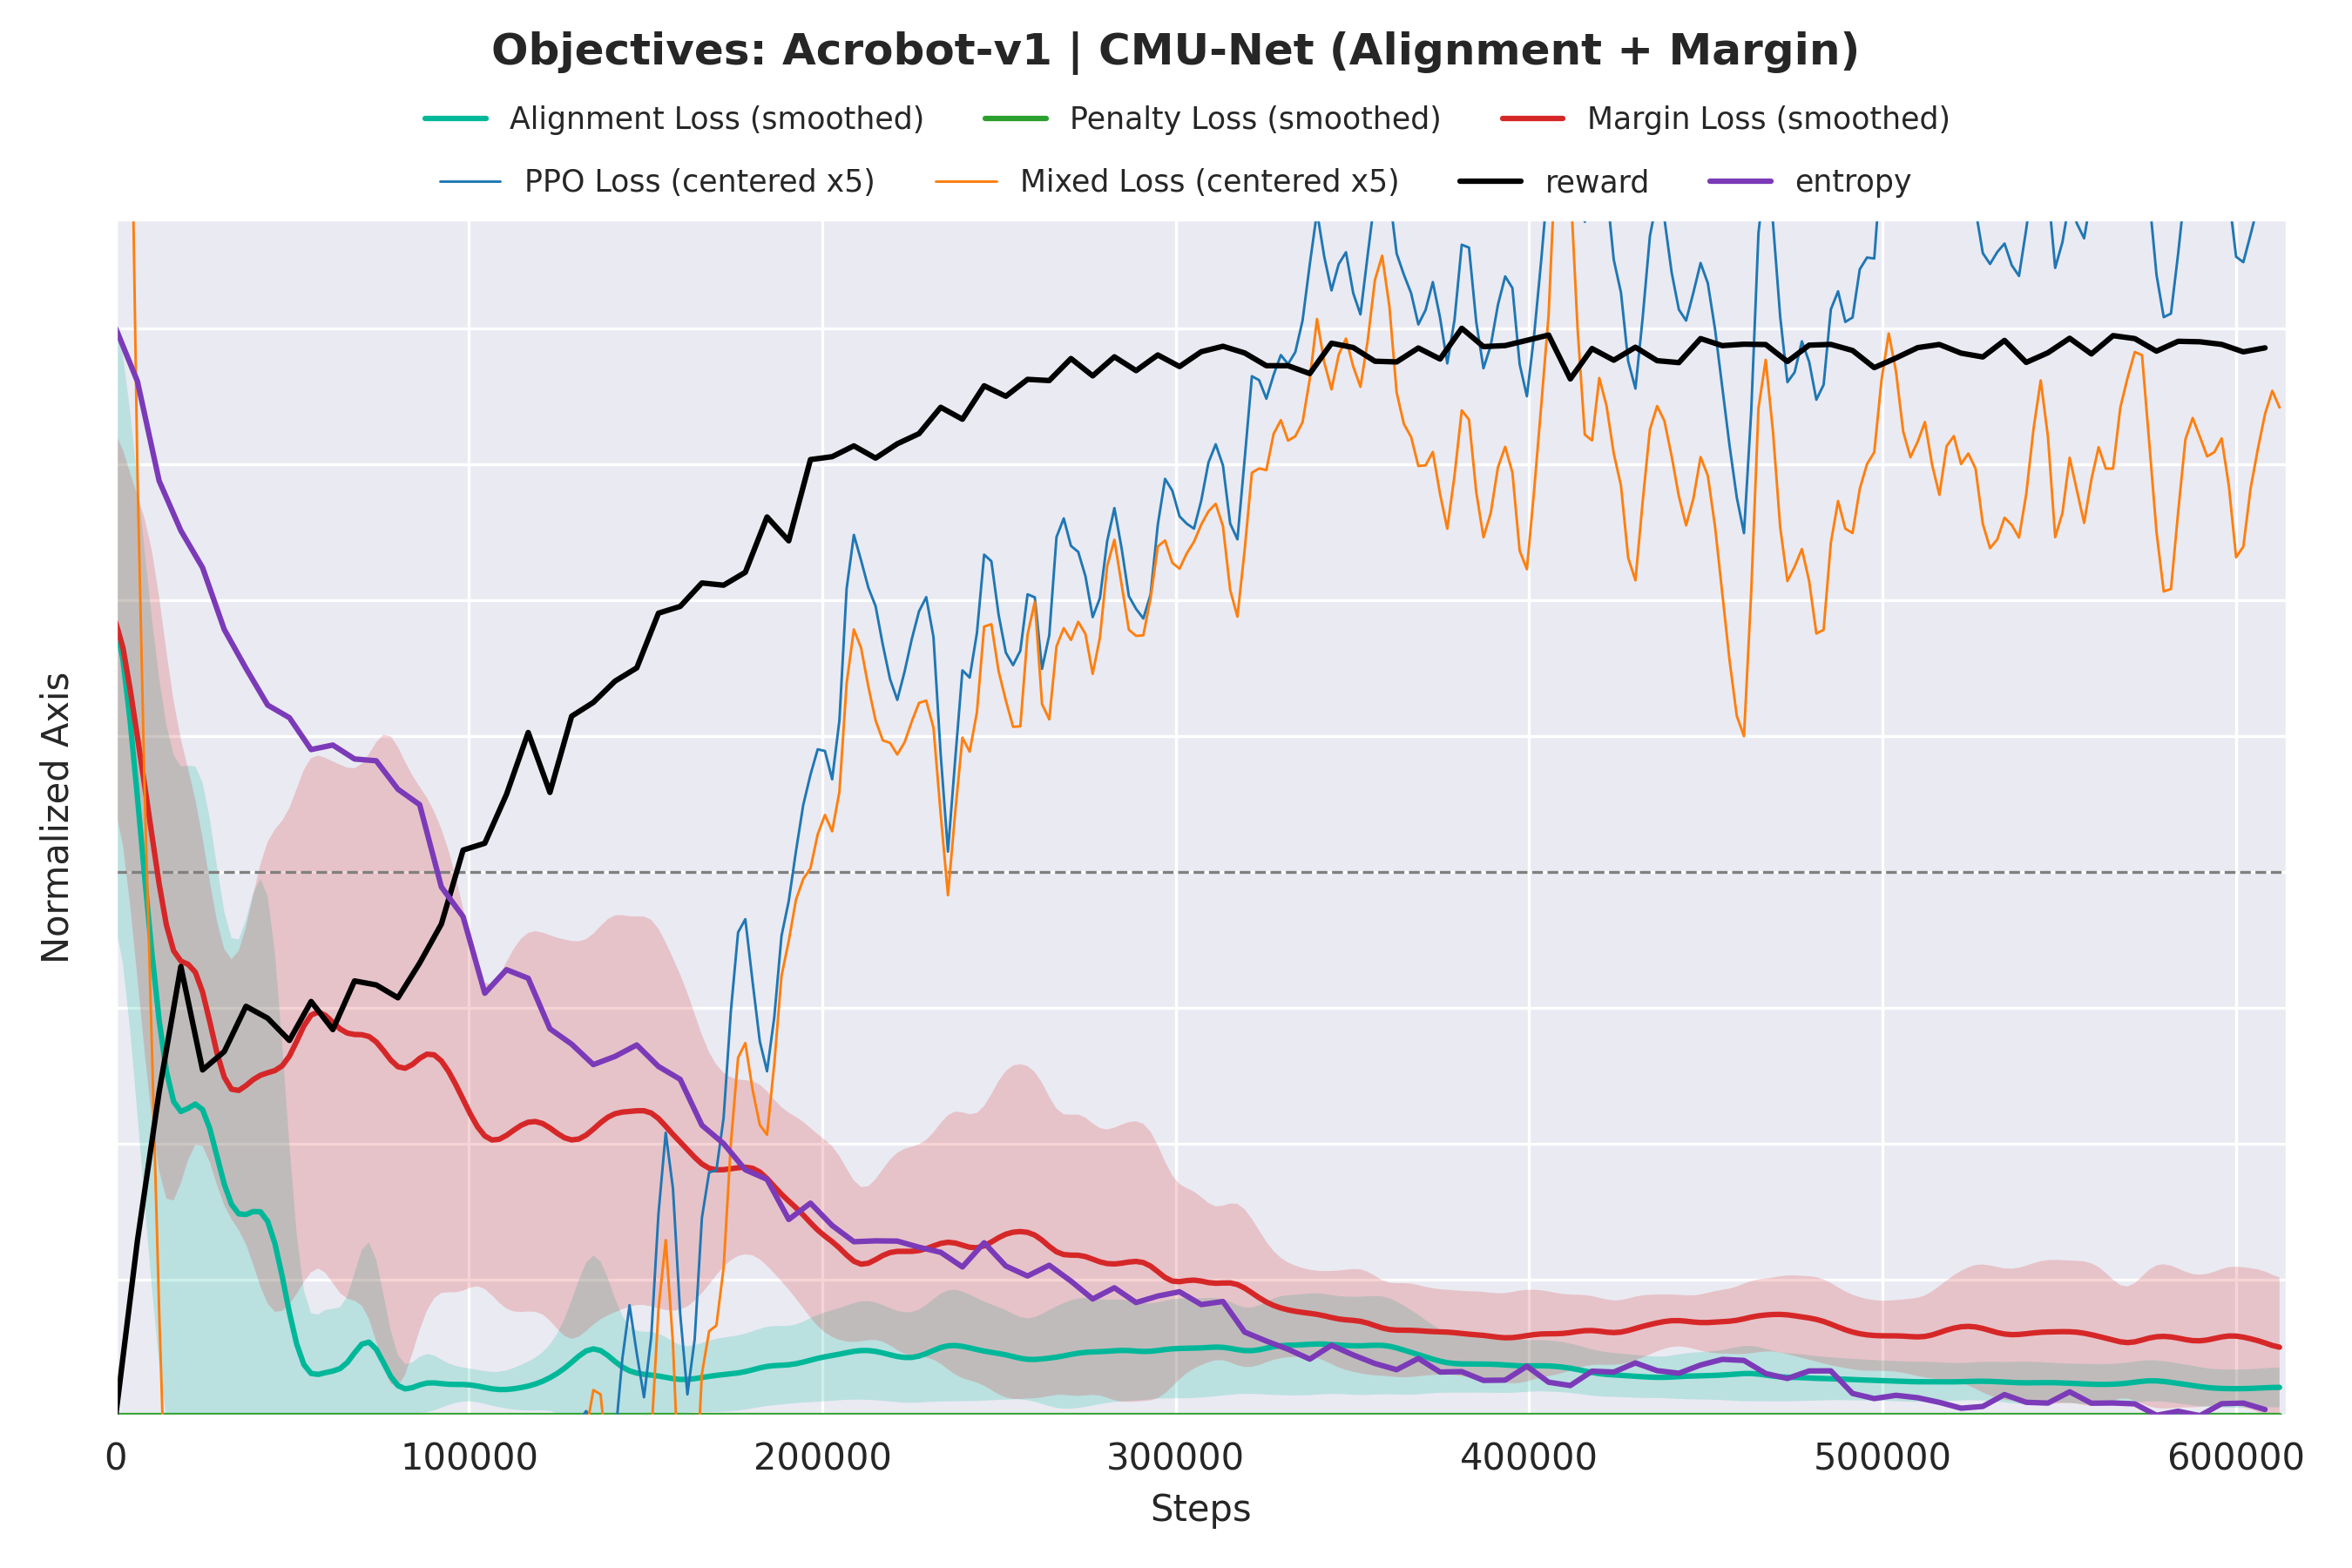 Objectives: Acrobot-v1 | CMU-Net (Alignment + Margin)
Alignment Loss (smoothed) Penalty Loss (smoothed) Margin Loss (smoothed)
PPO Loss (centered x5) Mixed Loss (centered x5) reward entropy
Normalized Axis
0 100000 200000 300000 400000 500000 600000
Steps